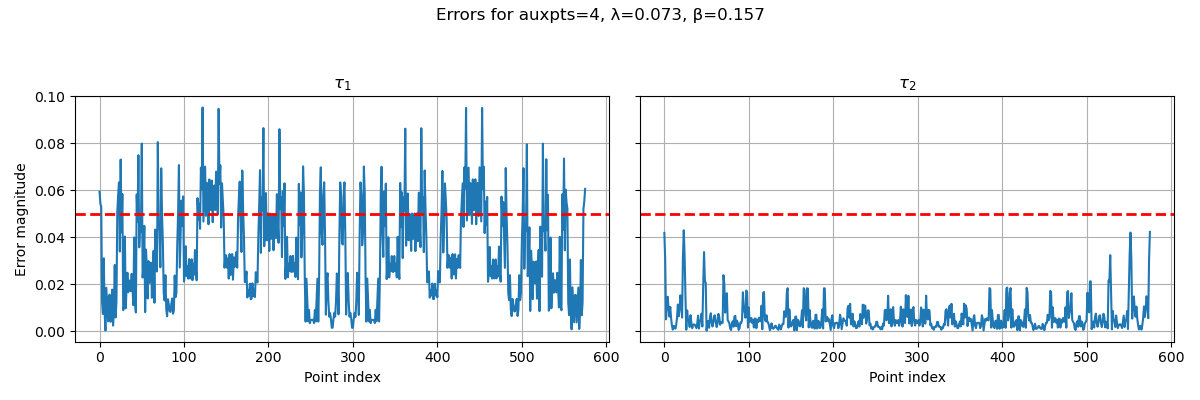 Errors for auxpts=4, λ=0.073, β=0.157
τ₁
τ₂
0.10
0.08
0.06
0.04
0.02
0.00
Error magnitude
0 100 200 300 400 500 600
0 100 200 300 400 500 600
Point index
Point index